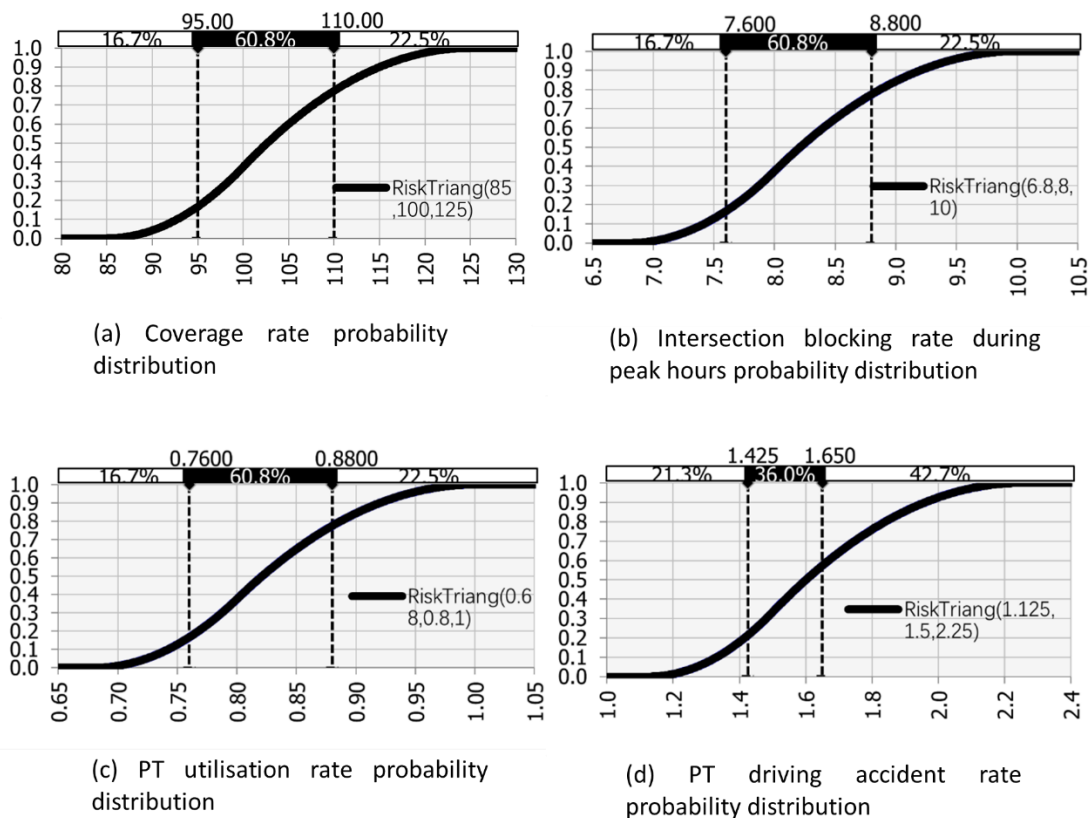 95.00 110.00
16.7% 60.8% 22.5%
1.0
0.9
0.8
0.7
0.6
0.5
0.4
0.3
0.2
0.1
0.0
RiskTriang(85
,100,125)
80 85 90 95 100 105 110 115 120 125 130
(a) Coverage rate probability
distribution
7.600 8.800
16.7% 60.8% 22.5%
1.0
0.9
0.8
0.7
0.6
0.5
0.4
0.3
0.2
0.1
0.0
RiskTriang(6.8,8,
10)
6.5 7.0 7.5 8.0 8.5 9.0 9.5 10.0 10.5
(b) Intersection blocking rate during
peak hours probability distribution
0.7600 0.8800
16.7% 60.8% 22.5%
1.0
0.9
0.8
0.7
0.6
0.5
0.4
0.3
0.2
0.1
0.0
RiskTriang(0.6
8,0.8,1)
0.65 0.70 0.75 0.80 0.85 0.90 0.95 1.00 1.05
(c) PT utilisation rate probability
distribution
1.425 1.650
21.3% 36.0% 42.7%
1.0
0.9
0.8
0.7
0.6
0.5
0.4
0.3
0.2
0.1
0.0
RiskTriang(1.125,
1.5,2.25)
1.0 1.2 1.4 1.6 1.8 2.0 2.2 2.4
(d) PT driving accident rate
probability distribution